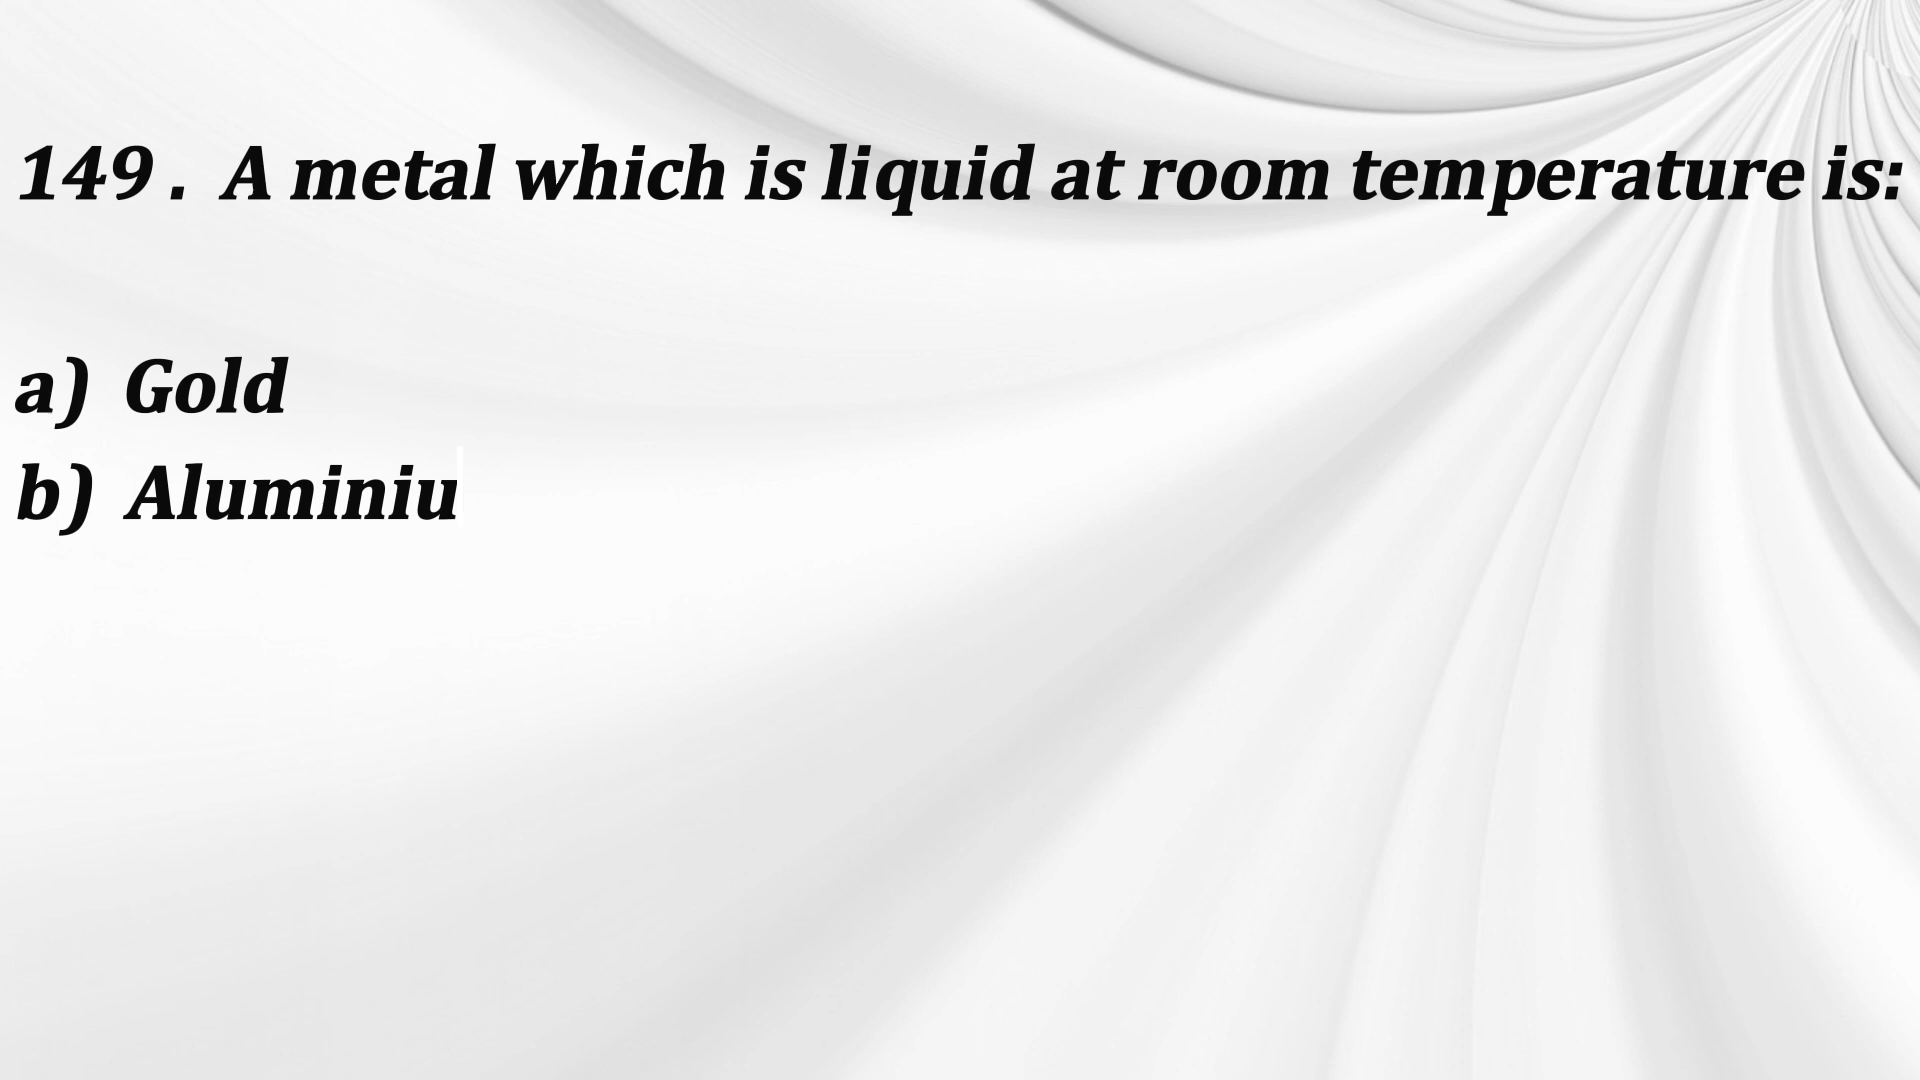 149 . A metal which is liquid at room temperature is:
a) Gold
b) Aluminiu